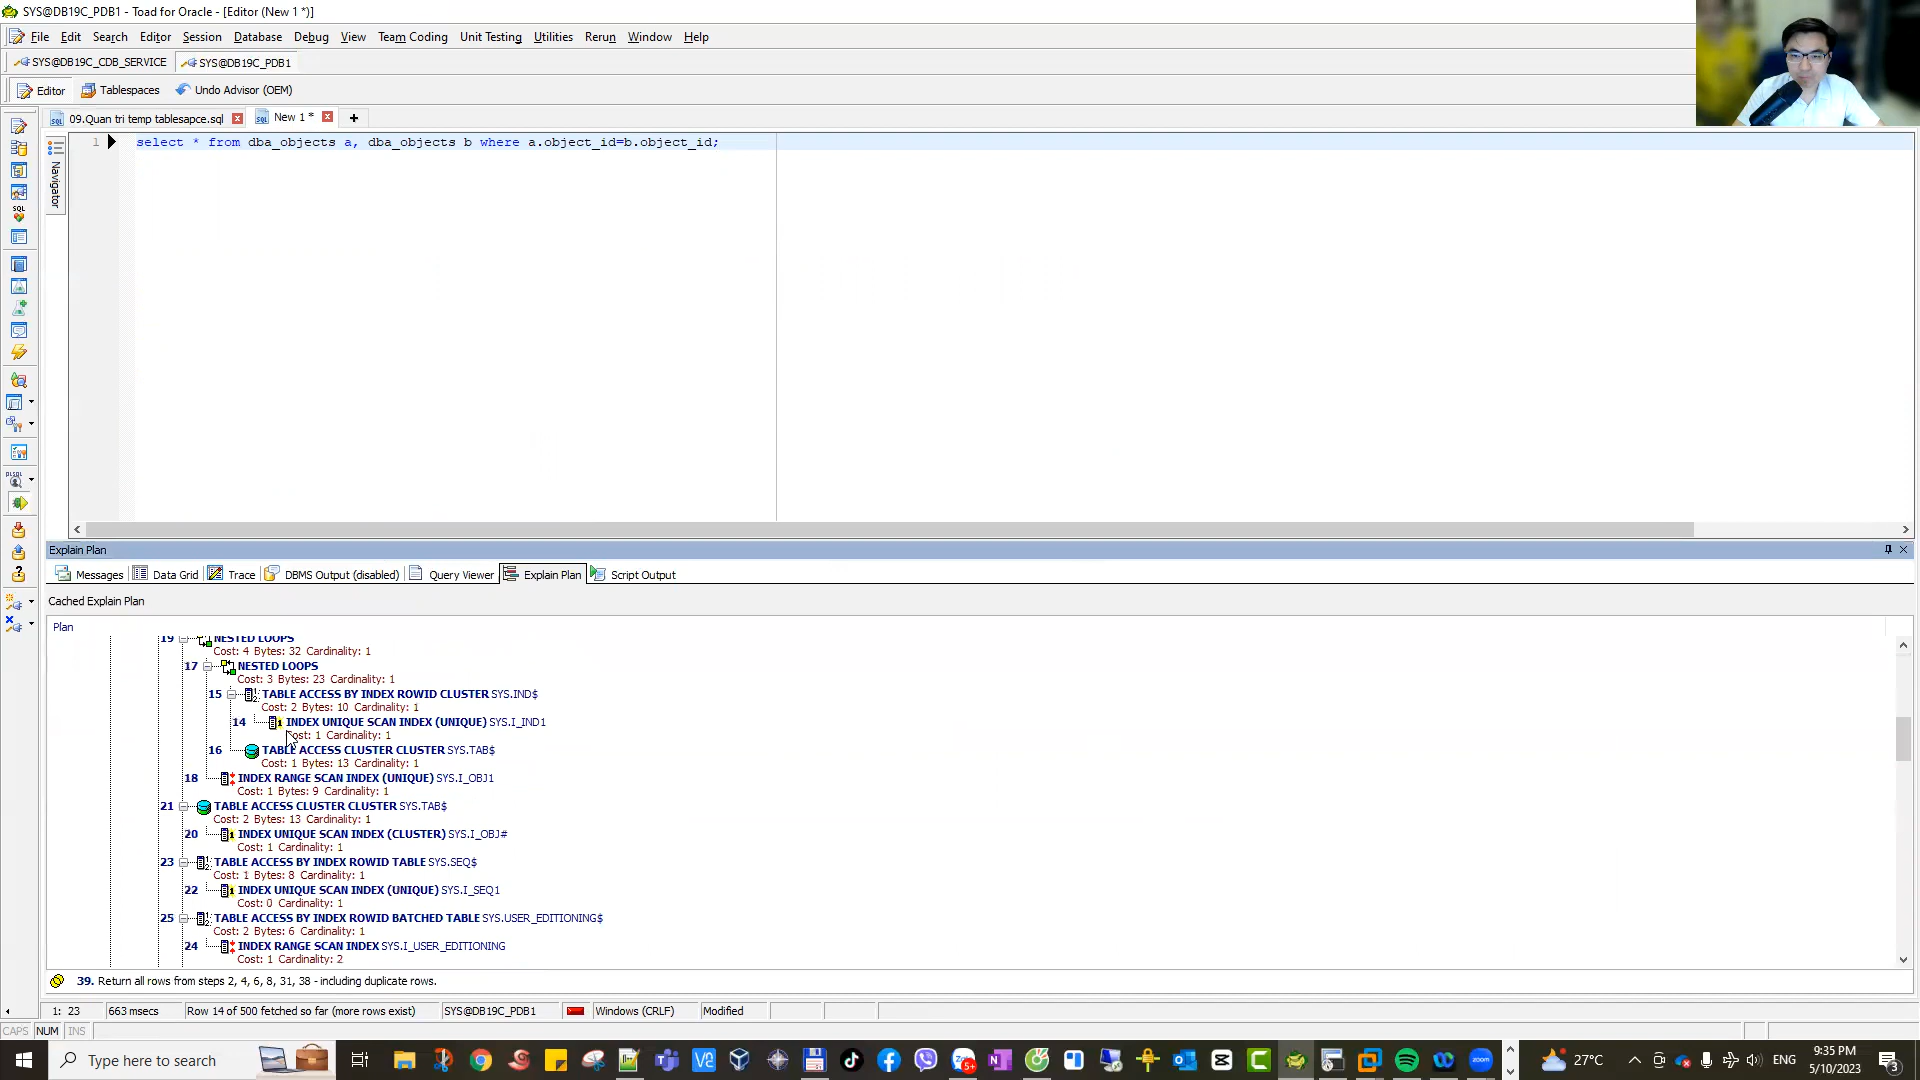 SYS@DB19C_PDB1 - Toad for Oracle - [Editor (New 1 *)]
File Edit Search Editor Session Database Debug View Team Coding Unit Testing Utilities Rerun Window Help
SYS@DB19C_CDB_SERVICE SYS@DB19C_PDB1
Editor Tablespaces Undo Advisor (OEM)
09.Quan tri temp tablesapce.sql New 1 *
Navigator
1 select * from dba_objects a, dba_objects b where a.object_id=b.object_id;
Explain Plan
Messages Data Grid Trace DBMS Output (disabled) Query Viewer Explain Plan Script Output
Cached Explain Plan
Plan
19 NESTED LOOPS
Cost: 4 Bytes: 32 Cardinality: 1
17 NESTED LOOPS
Cost: 3 Bytes: 23 Cardinality: 1
15 TABLE ACCESS BY INDEX ROWID CLUSTER SYS.IND$
Cost: 2 Bytes: 10 Cardinality: 1
14 INDEX UNIQUE SCAN INDEX (UNIQUE) SYS.I_IND1
Cost: 1 Cardinality: 1
16 TABLE ACCESS CLUSTER CLUSTER SYS.TAB$
Cost: 1 Bytes: 13 Cardinality: 1
18 INDEX RANGE SCAN INDEX (UNIQUE) SYS.I_OBJ1
Cost: 1 Bytes: 9 Cardinality: 1
21 TABLE ACCESS CLUSTER CLUSTER SYS.TAB$
Cost: 2 Bytes: 13 Cardinality: 1
20 INDEX UNIQUE SCAN INDEX (CLUSTER) SYS.I_OBJ#
Cost: 1 Cardinality: 1
23 TABLE ACCESS BY INDEX ROWID TABLE SYS.SEQ$
Cost: 1 Bytes: 8 Cardinality: 1
22 INDEX UNIQUE SCAN INDEX (UNIQUE) SYS.I_SEQ1
Cost: 0 Cardinality: 1
25 TABLE ACCESS BY INDEX ROWID BATCHED TABLE SYS.USER_EDITIONING$
Cost: 2 Bytes: 6 Cardinality: 1
24 INDEX RANGE SCAN INDEX SYS.I_USER_EDITIONING
Cost: 1 Cardinality: 2
39. Return all rows from steps 2, 4, 6, 8, 31, 38 - including duplicate rows.
1: 23 663 msecs Row 14 of 500 fetched so far (more rows exist) SYS@DB19C_PDB1 Windows (CRLF) Modified
CAPS NUM INS
Type here to search 27°C ENG 9:35 PM
5/10/2023